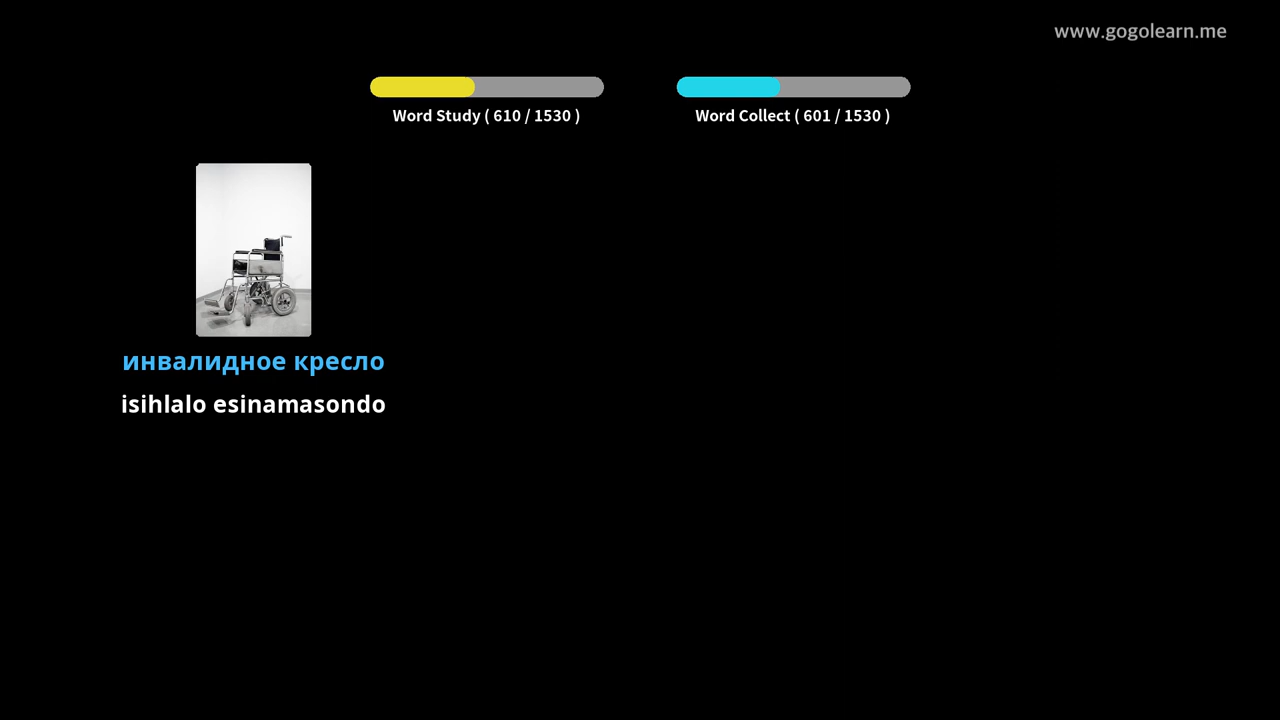 www.gogolearn.me
Word Study ( 610 / 1530 )
Word Collect ( 601 / 1530 )
инвалидное кресло
isihlalo esinamasondo